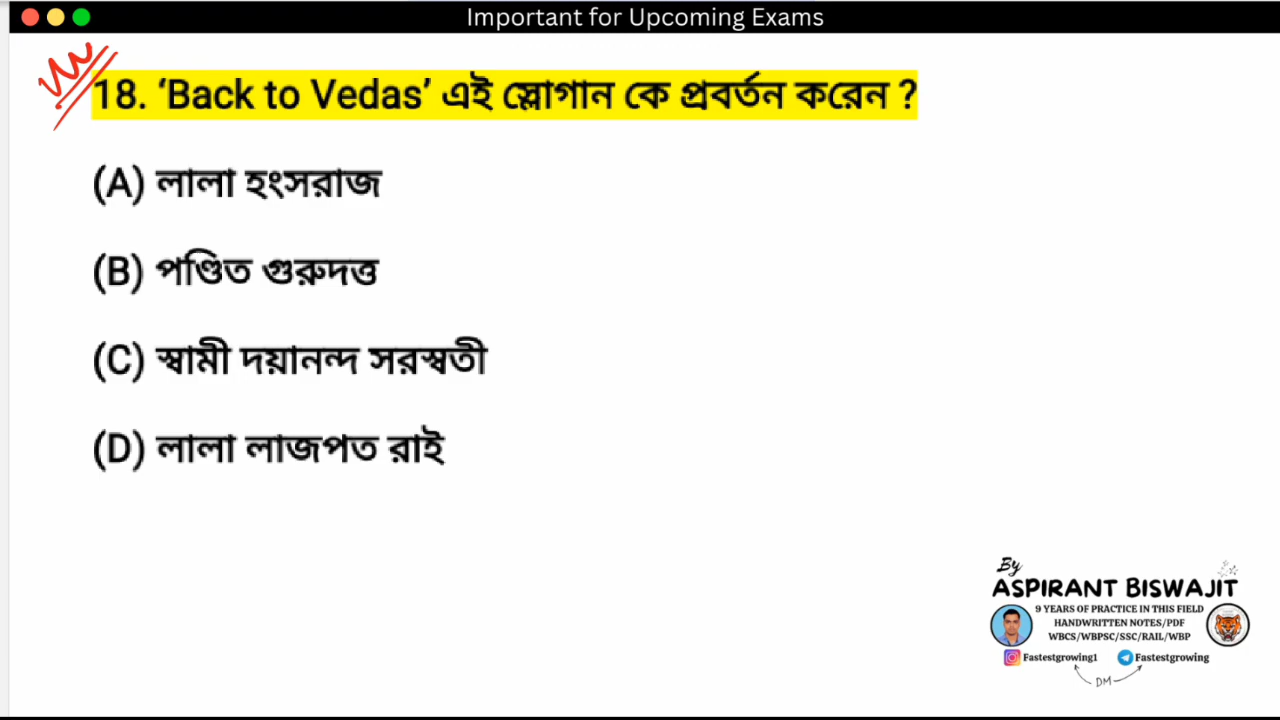 Important for Upcoming Exams
18. ‘Back to Vedas’ এই স্লোগান কে প্রবর্তন করেন ?
(A) লালা হংসরাজ
(B) পণ্ডিত গুরুদত্ত
(C) স্বামী দয়ানন্দ সরস্বতী
(D) লালা লাজপত রাই
By
ASPIRANT BISWAJIT
9 YEARS OF PRACTICE IN THIS FIELD
HANDWRITTEN NOTES/PDF
WBCS/WBPSC/SSC/RAIL/WBP
Fastestgrowing1 Fastestgrowing
DM